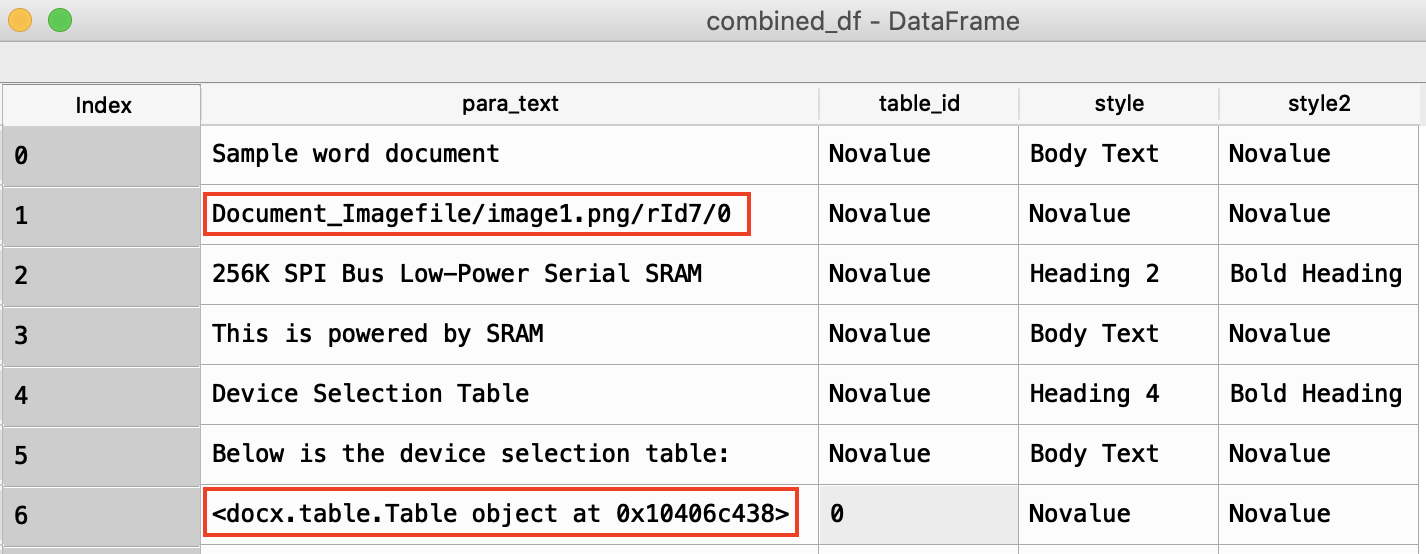 combined_df - DataFrame
Index para_text table_id style style2
0 Sample word document Novalue Body Text Novalue
1 Document_Imagefile/image1.png/rId7/0 Novalue Novalue Novalue
2 256K SPI Bus Low-Power Serial SRAM Novalue Heading 2 Bold Heading
3 This is powered by SRAM Novalue Body Text Novalue
4 Device Selection Table Novalue Heading 4 Bold Heading
5 Below is the device selection table: Novalue Body Text Novalue
6 <docx.table.Table object at 0x10406c438> 0 Novalue Novalue